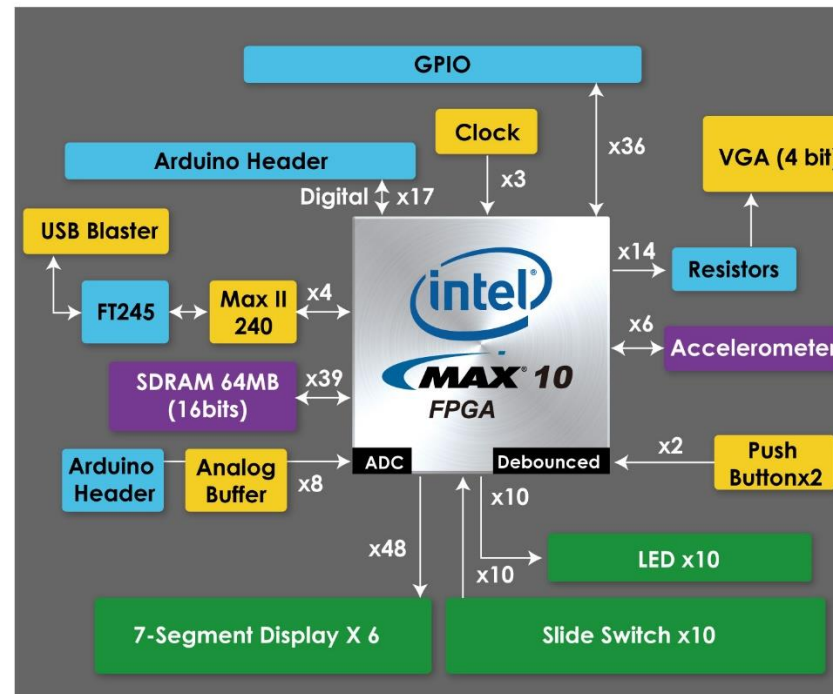 GPIO
Clock
x36
VGA (4 bit)
Arduino Header
x3
Digital x17
USB Blaster
x14
Resistors
intel®
FT245
Max II
240
x4
x6
Accelerometer
MAX® 10
FPGA
SDRAM 64MB
(16bits)
x39
Arduino
Header
Analog
Buffer
x8
ADC
Debounced
x2
Push
Buttonx2
x10
x48
x10
LED x10
7-Segment Display X 6
Slide Switch x10